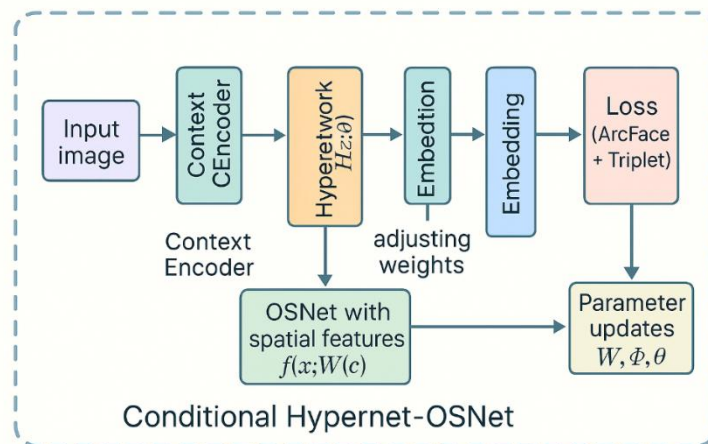 Input
image
Context
CEncoder
Hyperetwork
Hz:θ)
Embedtion
Embedding
Loss
(ArcFace
+ Triplet)
Context
Encoder
adjusting
weights
OSNet with
spatial features
f(x;W(c)
Parameter
updates
W, Φ, θ
Conditional Hypernet-OSNet